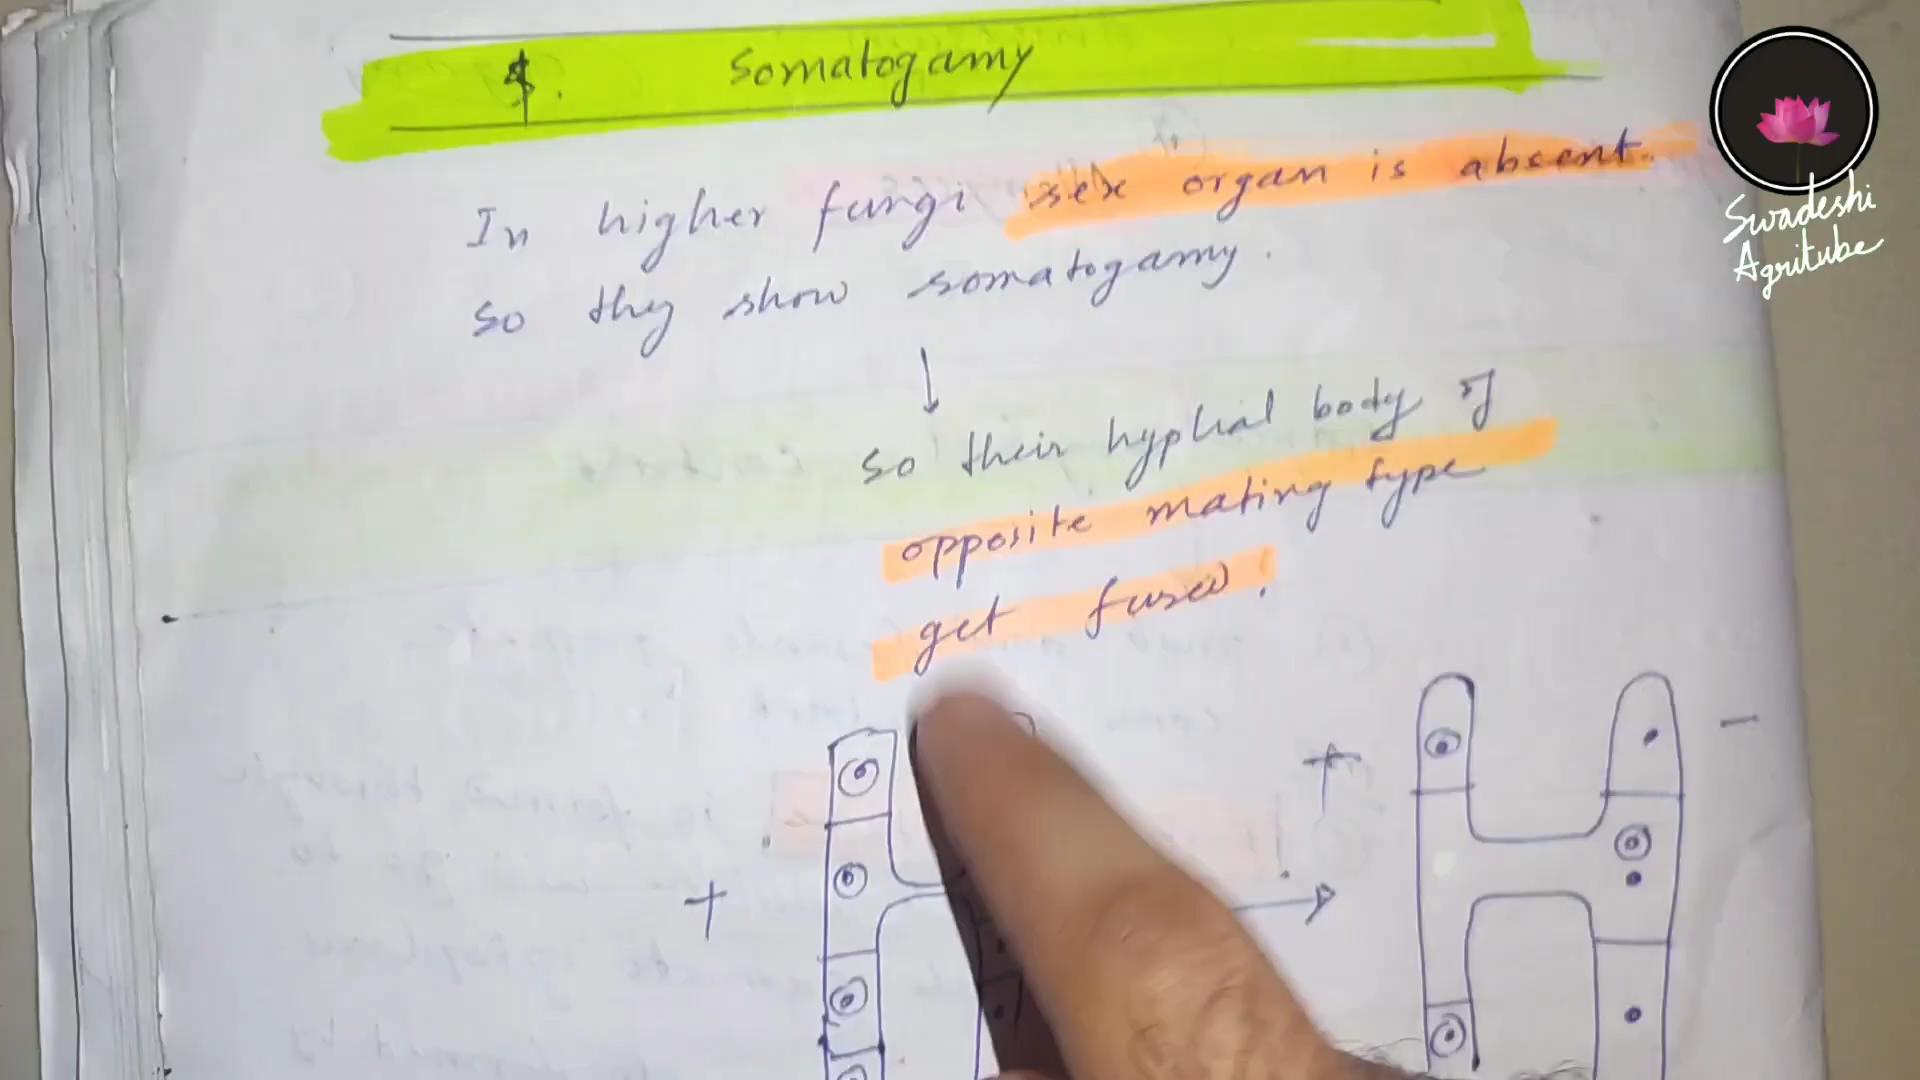 $. Somatogamy
In higher fungi sex organ is absent.
so they show somatogamy.
↓
so their hyphal body of
opposite mating type
get fused!
+
+
-
Swadeshi
Agritube